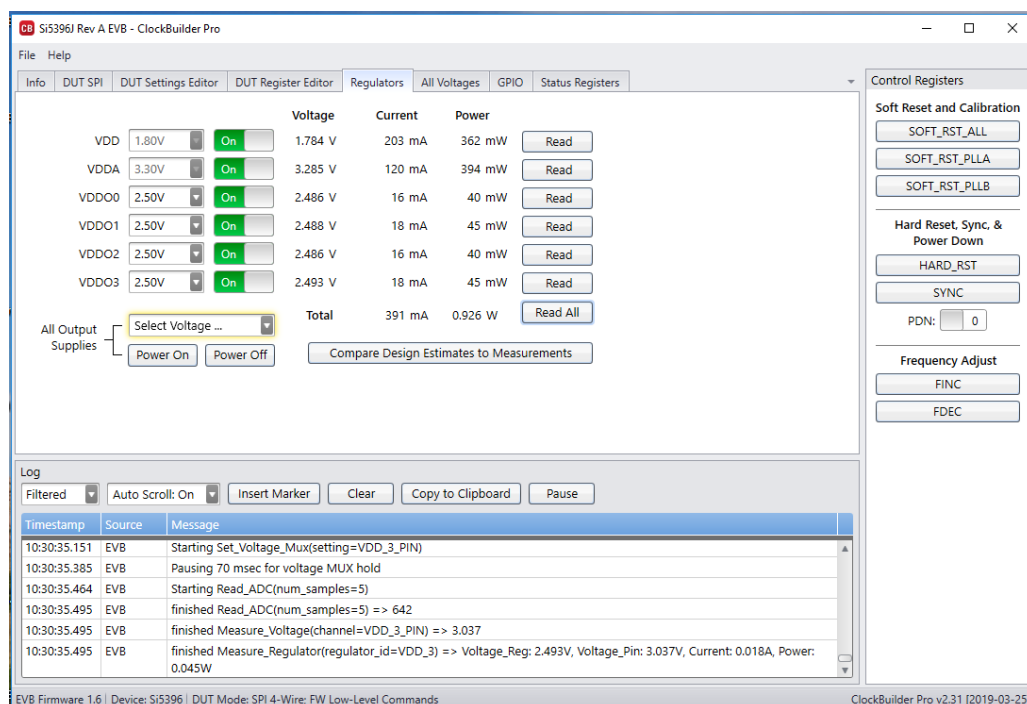 CB Si5396J Rev A EVB - ClockBuilder Pro
File Help
Info DUT SPI DUT Settings Editor DUT Register Editor Regulators All Voltages GPIO Status Registers
Voltage Current Power
VDD 1.80V On 1.784 V 203 mA 362 mW Read
VDDA 3.30V On 3.285 V 120 mA 394 mW Read
VDDO0 2.50V On 2.486 V 16 mA 40 mW Read
VDDO1 2.50V On 2.488 V 18 mA 45 mW Read
VDDO2 2.50V On 2.486 V 16 mA 40 mW Read
VDDO3 2.50V On 2.493 V 18 mA 45 mW Read
Total 391 mA 0.926 W Read All
All Output
Supplies
Select Voltage ...
Power On Power Off
Compare Design Estimates to Measurements
Control Registers
Soft Reset and Calibration
SOFT_RST_ALL
SOFT_RST_PLLA
SOFT_RST_PLLB
Hard Reset, Sync, &
Power Down
HARD_RST
SYNC
PDN: 0
Frequency Adjust
FINC
FDEC
Log
Filtered Auto Scroll: On Insert Marker Clear Copy to Clipboard Pause
Timestamp Source Message
10:30:35.151 EVB Starting Set_Voltage_Mux(setting=VDD_3_PIN)
10:30:35.385 EVB Pausing 70 msec for voltage MUX hold
10:30:35.464 EVB Starting Read_ADC(num_samples=5)
10:30:35.495 EVB finished Read_ADC(num_samples=5) => 642
10:30:35.495 EVB finished Measure_Voltage(channel=VDD_3_PIN) => 3.037
10:30:35.495 EVB finished Measure_Regulator(regulator_id=VDD_3) => Voltage_Reg: 2.493V, Voltage_Pin: 3.037V, Current: 0.018A, Power:
0.045W
EVB Firmware 1.6 Device: Si5396 DUT Mode: SPI 4-Wire; FW Low-Level Commands
ClockBuilder Pro v2.31 [2019-03-25